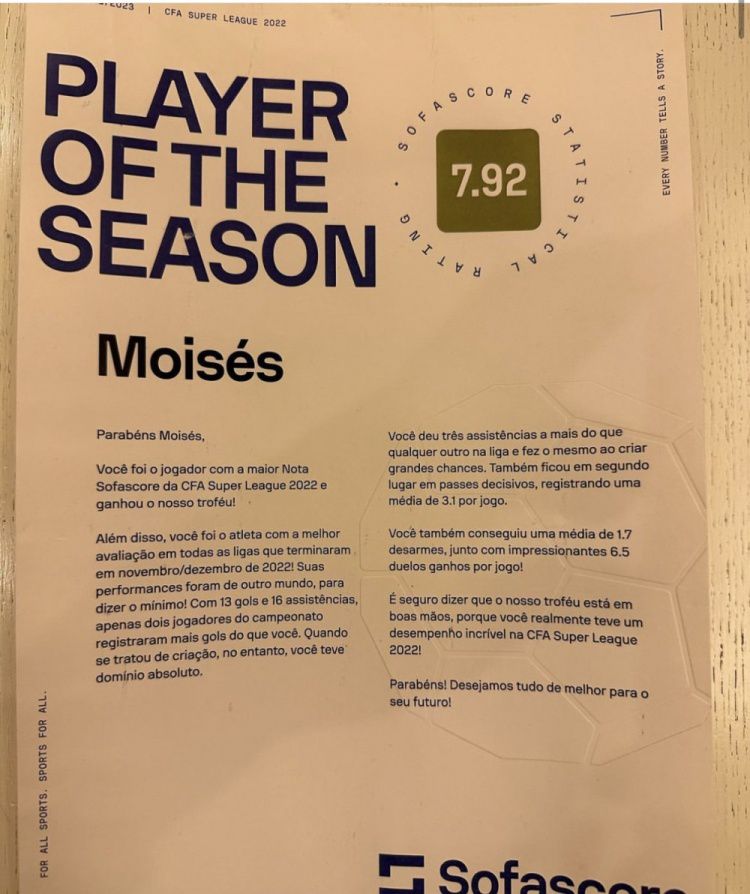 2023 | CFA SUPER LEAGUE 2022
EVERY NUMBER TELLS A STORY.
PLAYER
OF THE
SEASON
SOFASCORE STATISTICAL RATING •
7.92
Moisés
Parabéns Moisés,
Você foi o jogador com a maior Nota
Sofascore da CFA Super League 2022 e
ganhou o nosso troféu!
Além disso, você foi o atleta com a melhor
avaliação em todas as ligas que terminaram
em novembro/dezembro de 2022! Suas
performances foram de outro mundo, para
dizer o mínimo! Com 13 gols e 16 assistências,
apenas dois jogadores do campeonato
registraram mais gols do que você. Quando
se tratou de criação, no entanto, você teve
domínio absoluto.
Você deu três assistências a mais do que
qualquer outro na liga e fez o mesmo ao criar
grandes chances. Também ficou em segundo
lugar em passes decisivos, registrando uma
média de 3.1 por jogo.
Você também conseguiu uma média de 1.7
desarmes, junto com impressionantes 6.5
duelos ganhos por jogo!
É seguro dizer que o nosso troféu está em
boas mãos, porque você realmente teve um
desempenho incrível na CFA Super League
2022!
Parabéns! Desejamos tudo de melhor para o
seu futuro!
FOR ALL SPORTS. SPORTS FOR ALL.
Sofascore